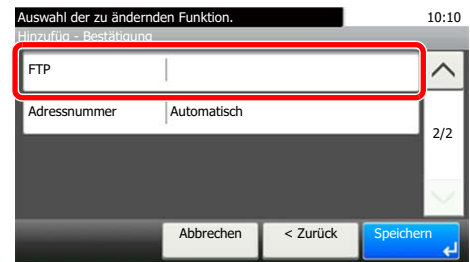 Auswahl der zu ändernden Funktion. 10:10
Hinzufüg - Bestätigung
FTP
Adressnummer Automatisch
2/2
Abbrechen < Zurück Speichern